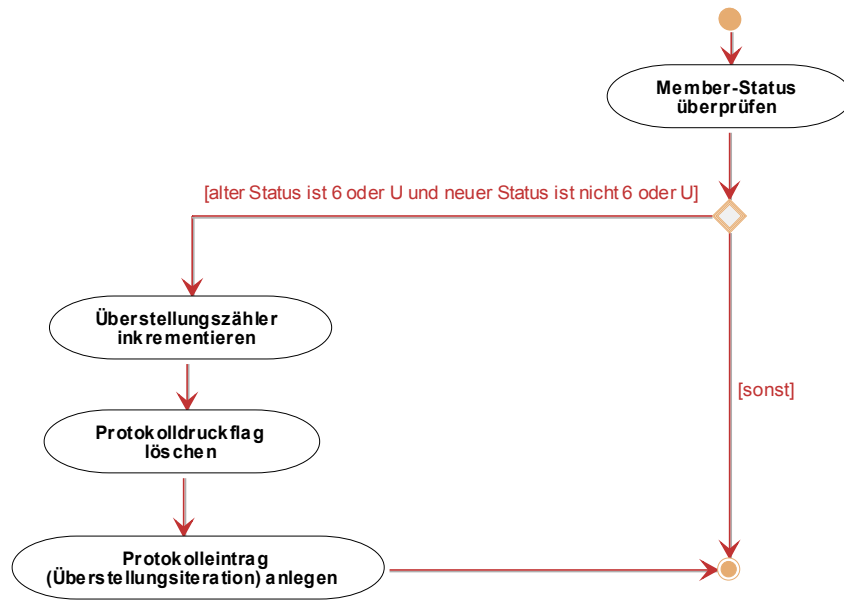 Member-Status
überprüfen
[alter Status ist 6 oder U und neuer Status ist nicht 6 oder U]
Überstellungszähler
inkrementieren
[sonst]
Protokolldruckflag
löschen
Protokolleintrag
(Überstellungsiteration) anlegen